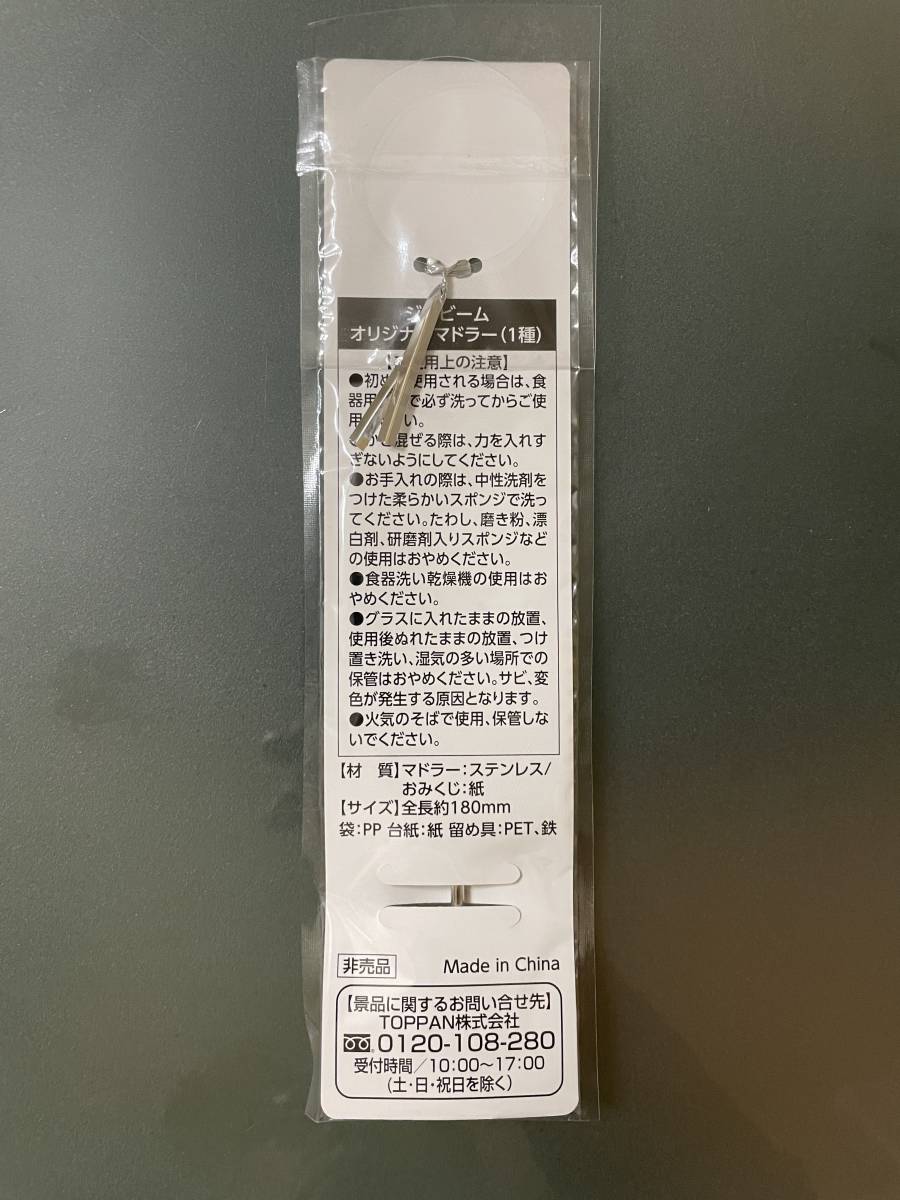 ジ ビーム
オリジナ マドラー(1種)
【 使用上の注意】
●初め 使用される場合は、食
器用 で必ず洗ってからご使
用 い。
かき混ぜる際は、力を入れす
ぎないようにしてください。
●お手入れの際は、中性洗剤を
つけた柔らかいスポンジで洗っ
てください。たわし、磨き粉、漂
白剤、研磨剤入りスポンジなど
の使用はおやめください。
●食器洗い乾燥機の使用はお
やめください。
●グラスに入れたままの放置、
使用後ぬれたままの放置、つけ
置き洗い、湿気の多い場所での
保管はおやめください。サビ、変
色が発生する原因となります。
●火気のそばで使用、保管しな
いでください。
【材 質】マドラー:ステンレス/
おみくじ:紙
【サイズ】全長約180mm
袋:PP 台紙:紙 留め具:PET、鉄
非売品 Made in China
【景品に関するお問い合せ先】
TOPPAN株式会社
0120-108-280
受付時間/10:00〜17:00
(土・日・祝日を除く)